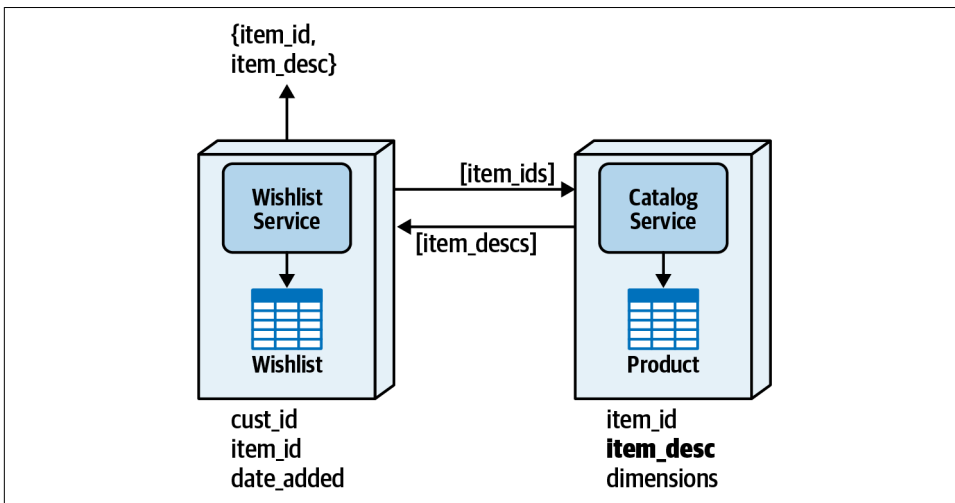 {item_id,
item_desc}
Wishlist
Service
[item_ids]
Catalog
Service
[item_descs]
Wishlist
Product
cust_id
item_id
date_added
item_id
item_desc
dimensions